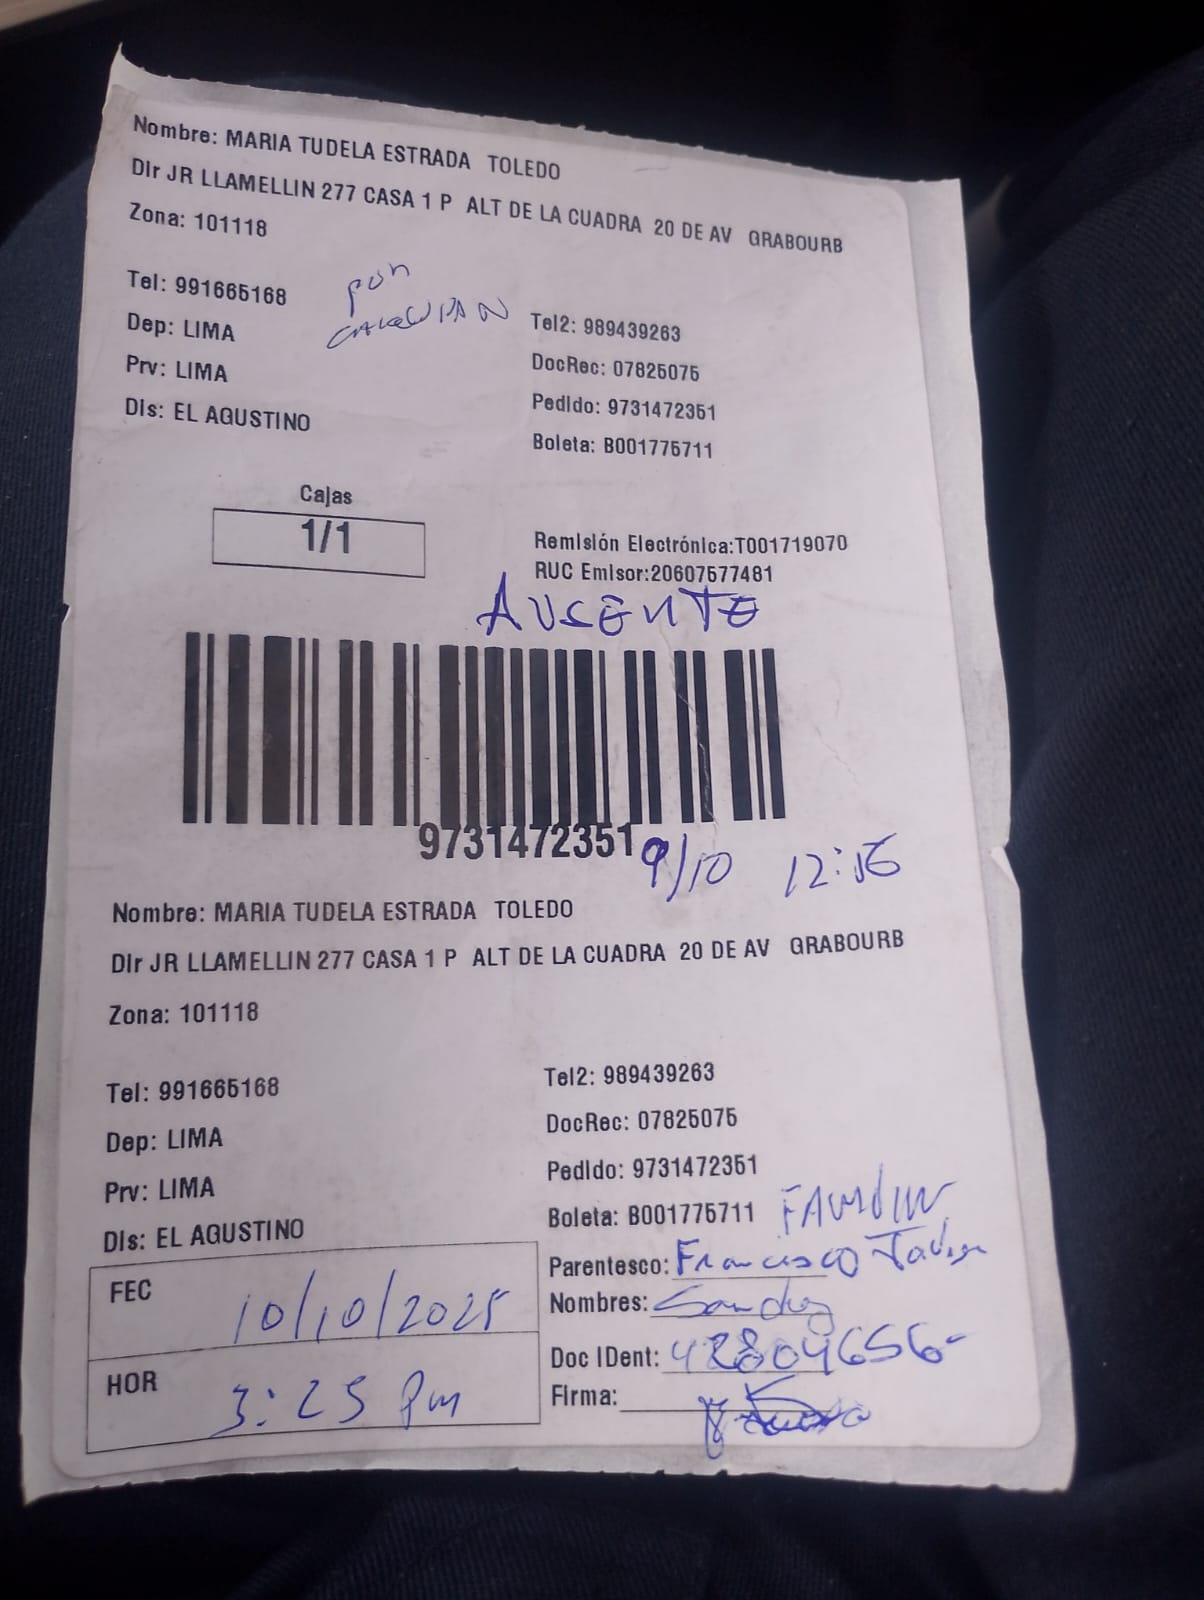 Nombre: MARIA TUDELA ESTRADA TOLEDO
Dir JR LLAMELLIN 277 CASA 1 P ALT DE LA CUADRA 20 DE AV GRABOURB
Zona: 101118
Tel: 991665168
Tel2: 989439263
Dep: LIMA
DocRec: 07825075
Prv: LIMA
Pedido: 9731472351
Dis: EL AGUSTINO
Boleta: B001775711
Cajas
1/1
Remisión Electrónica:T001719070
RUC Emisor:20607577481
AUSENTE
9731472351
9/10 12:56
Nombre: MARIA TUDELA ESTRADA TOLEDO
Dir JR LLAMELLIN 277 CASA 1 P ALT DE LA CUADRA 20 DE AV GRABOURB
Zona: 101118
Tel: 991665168
Tel2: 989439263
Dep: LIMA
DocRec: 07825075
Prv: LIMA
Pedido: 9731472351
Dis: EL AGUSTINO
Boleta: B001775711
FEC 10/10/2025
HOR 3:25 Pm
Parentesco: Francisco Javier
Nombres:
Doc IDent: 42804656
Firma: